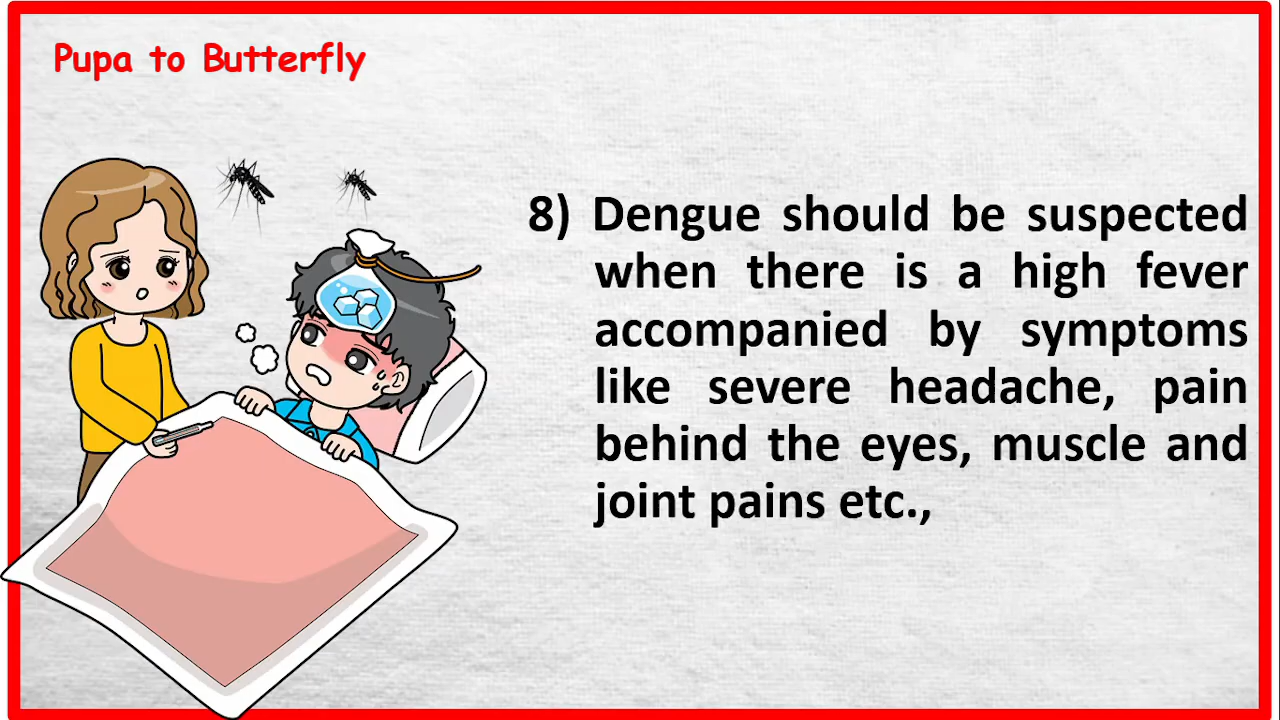 Pupa to Butterfly
8) Dengue should be suspected
when there is a high fever
accompanied by symptoms
like severe headache, pain
behind the eyes, muscle and
joint pains etc.,